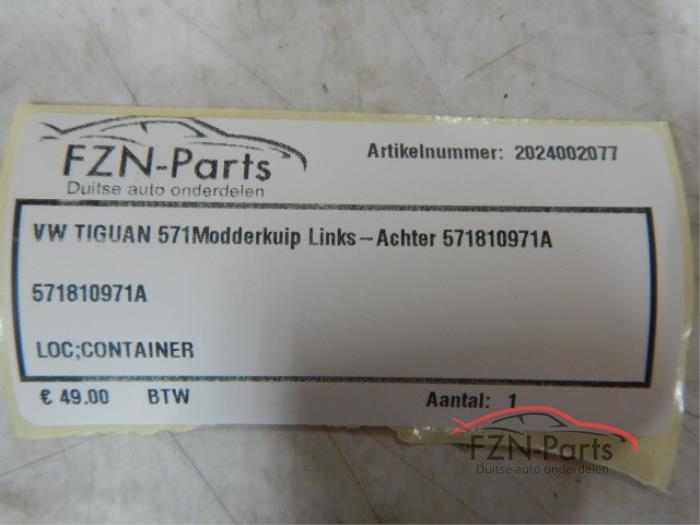 FZN-Parts
Duitse auto onderdelen
Artikelnummer: 2024002077
VW TIGUAN 571Modderkuip Links-Achter 571810971A
571810971A
LOC;CONTAINER
€ 49.00 BTW Aantal: 1
FZN-Parts
Duitse auto onderdelen